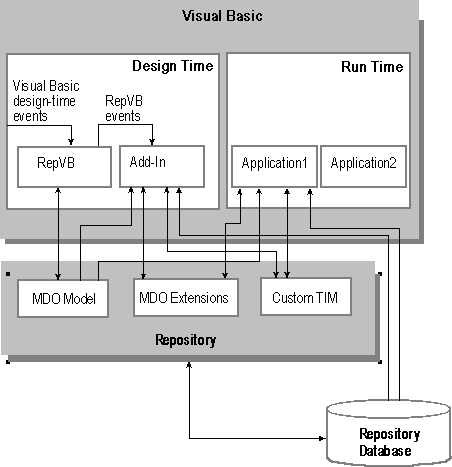 Visual Basic
Design Time
Run Time
Visual Basic
design-time
events
RepVB
events
RepVB
Add-In
Application1
Application2
MDO Model
MDO Extensions
Custom TIM
Repository
Repository
Database